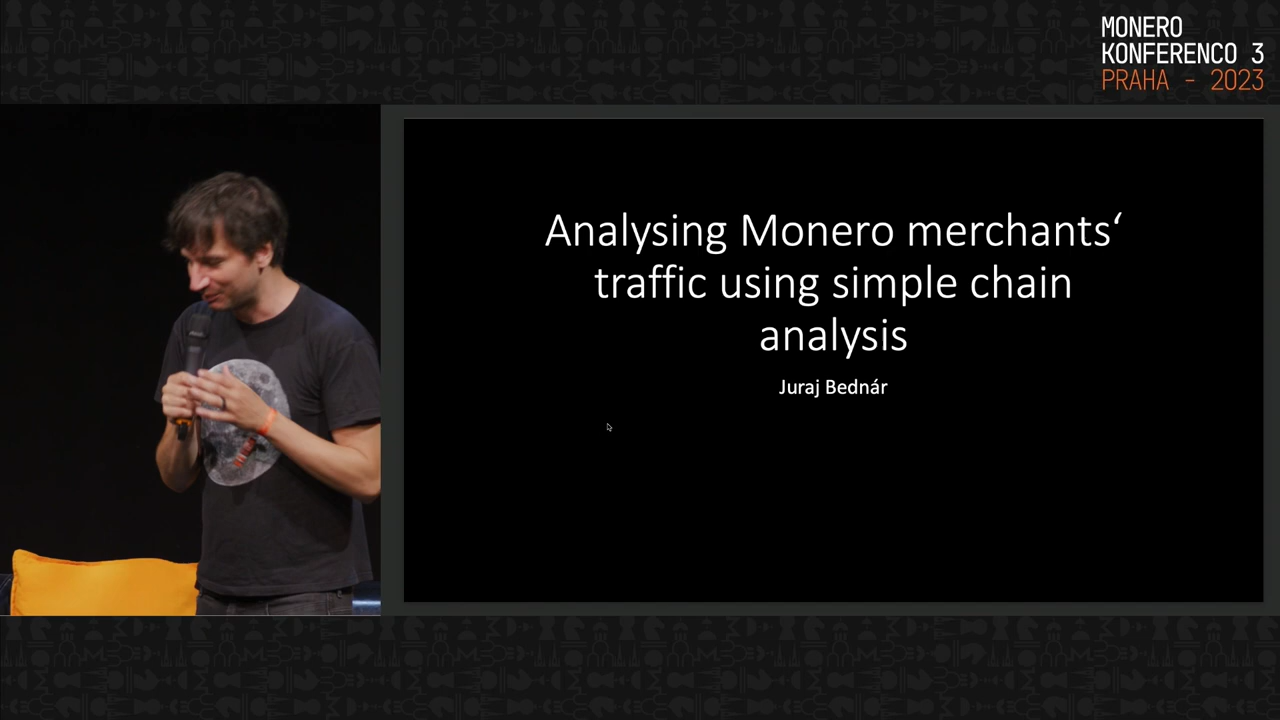 MONERO
KONFERENCO 3
PRAHA - 2023
Analysing Monero merchants‘
traffic using simple chain
analysis
Juraj Bednár